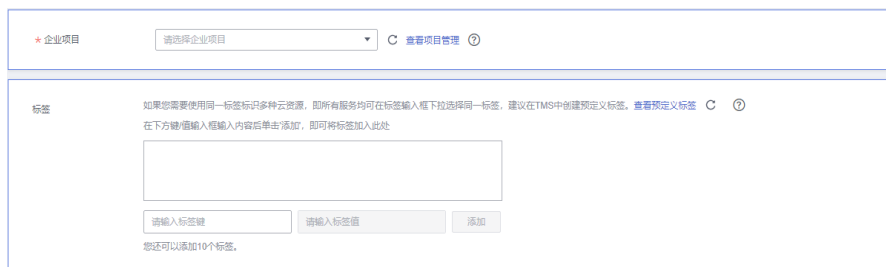 * 企业项目 请选择企业项目 查看项目管理
标签 如果您需要使用同一标签标识多种云资源，即所有服务均可在标签输入框下拉选择同一标签，建议在TMS中创建预定义标签。查看预定义标签
在下方键/值输入框输入内容后单击'添加'，即可将标签加入此处
请输入标签键 请输入标签值 添加
您还可以添加10个标签。